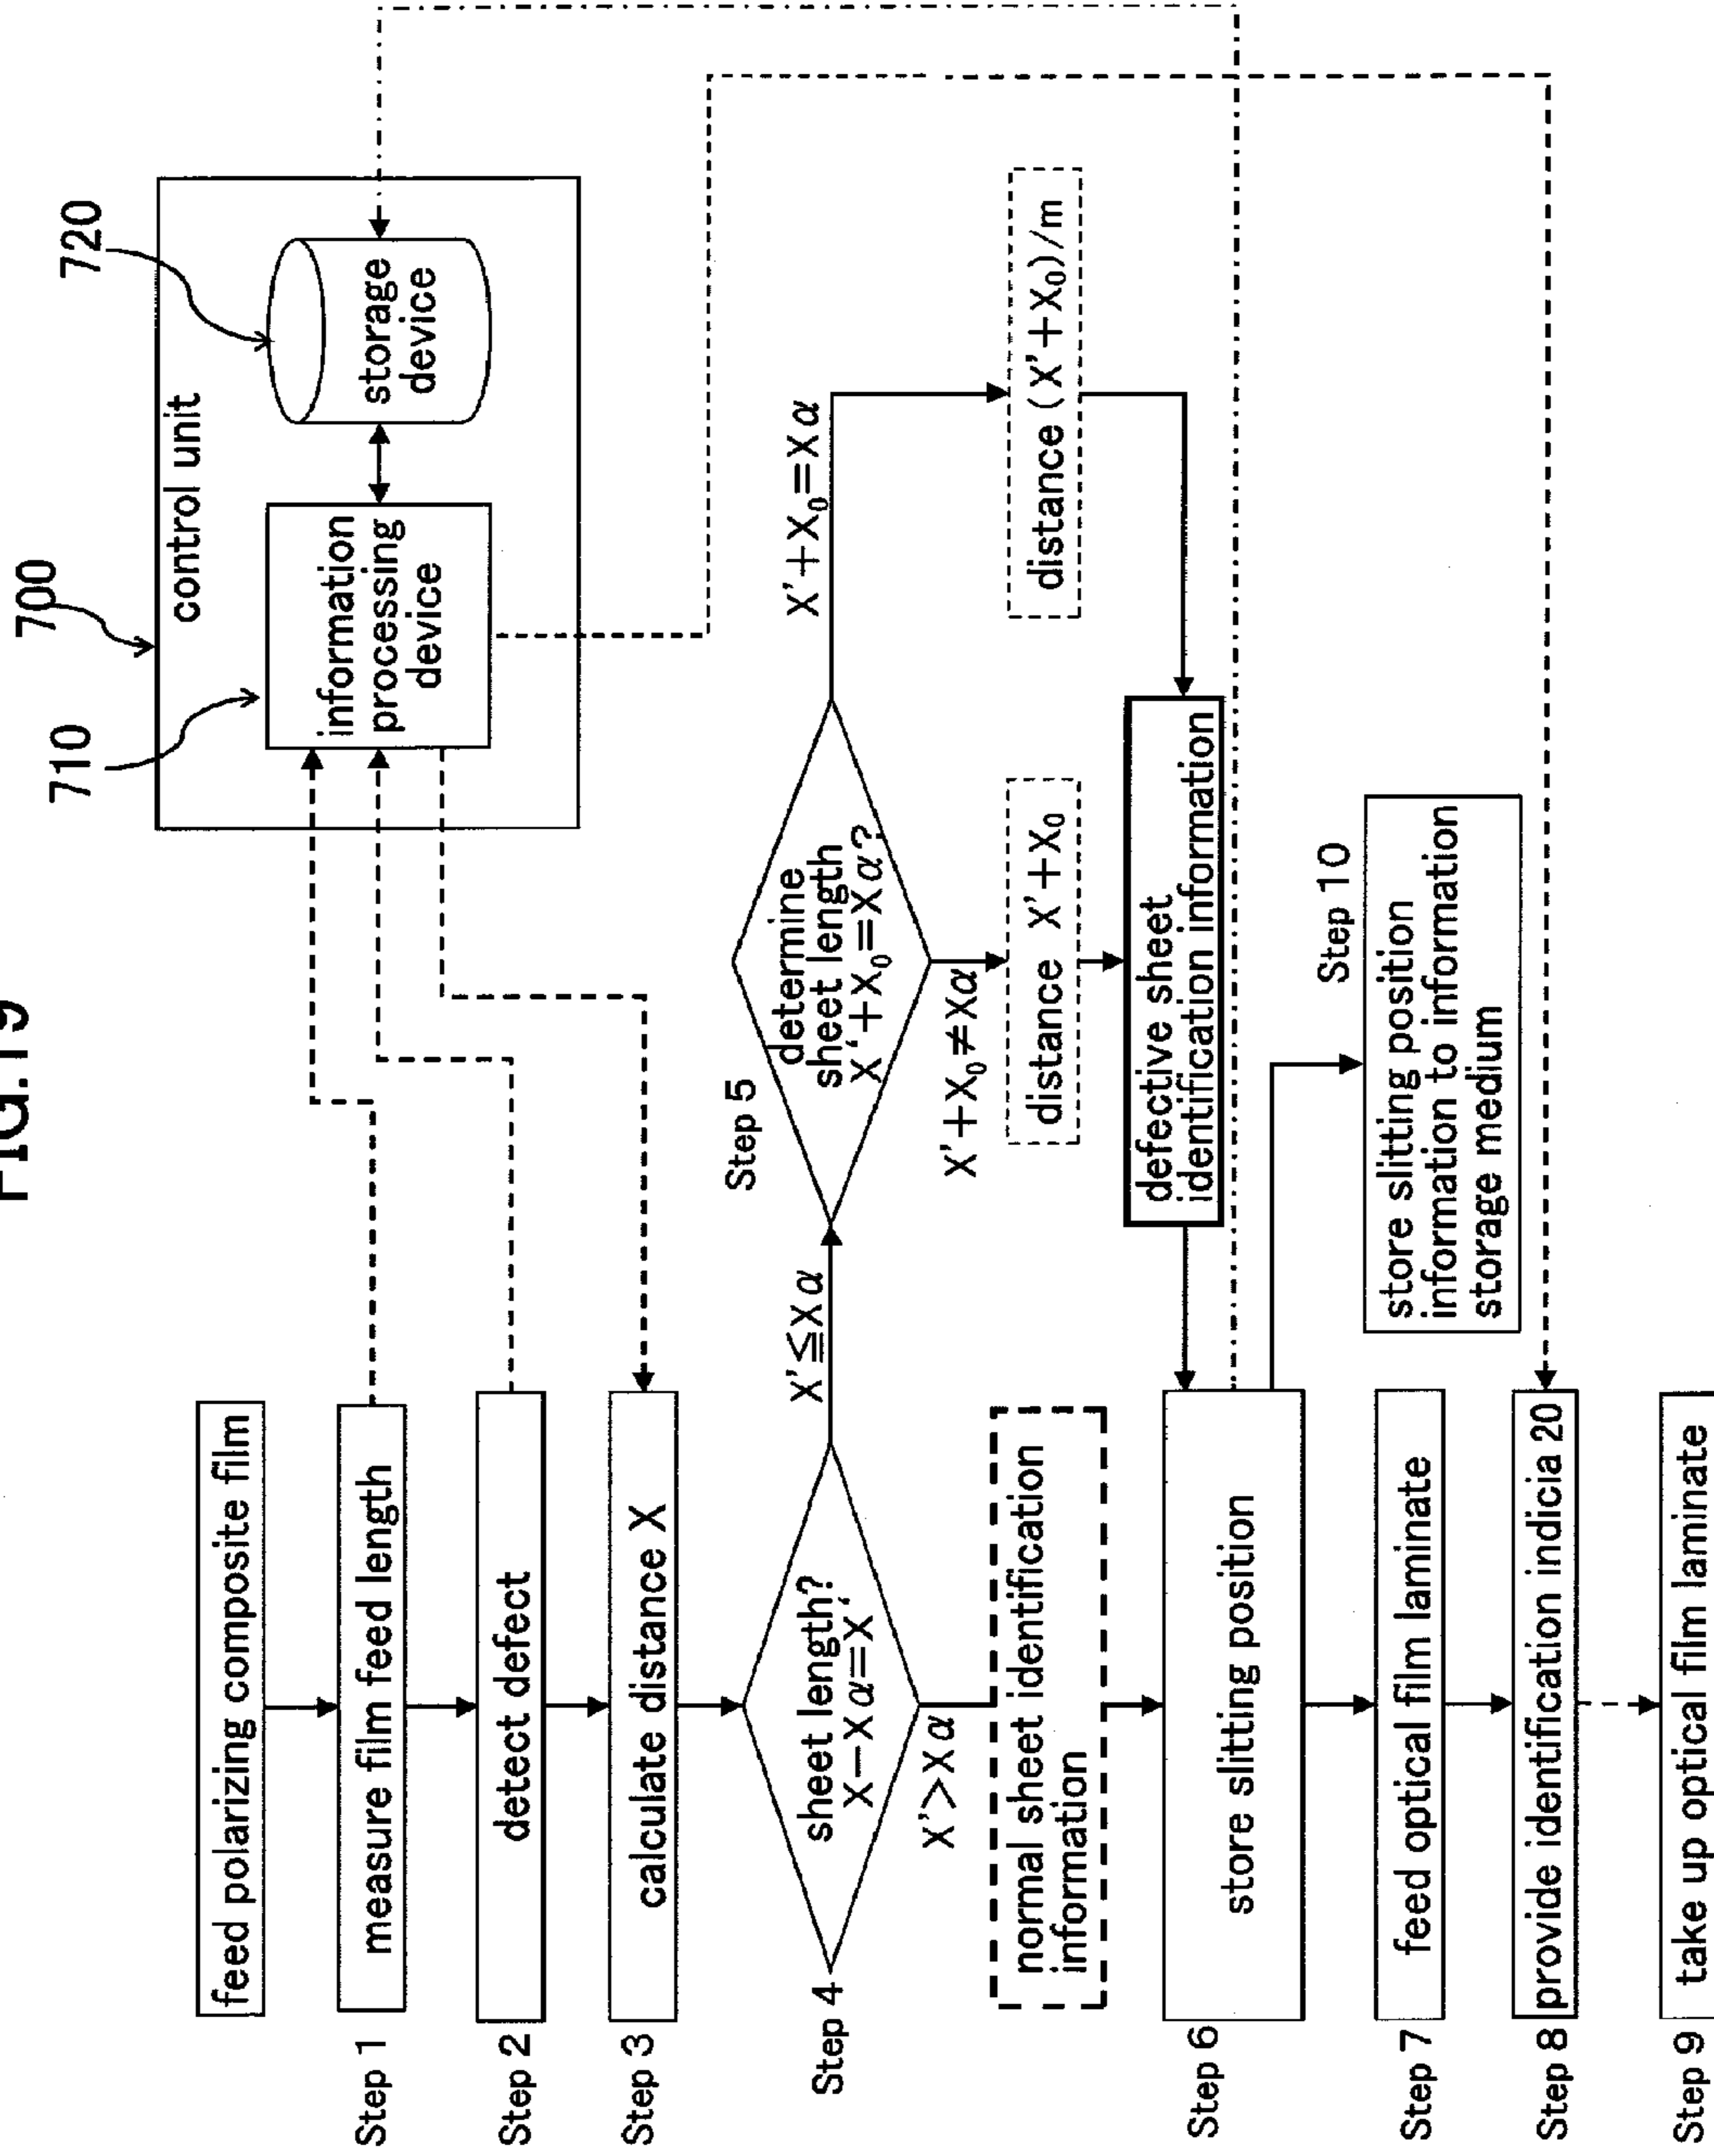 FIG.19
700
control unit
710
720
information
processing
device
storage
device
feed polarizing composite film
Step 1
measure film feed length
Step 2
detect defect
Step 3
calculate distance X
Step 4
sheet length?
X−Xα=X'
X'≦Xα
X'>Xα
Step 5
determine
sheet length
X'+X₀=Xα?
X'+X₀=Xα
X'+X₀≠Xα
distance X'+X₀
distance (X'+X₀)/m
normal sheet identification
information
defective sheet
identification information
Step 6
store slitting position
Step 10
store slitting position
information to information
storage medium
Step 7
feed optical film laminate
Step 8
provide identification indicia 20
Step 9
take up optical film laminate